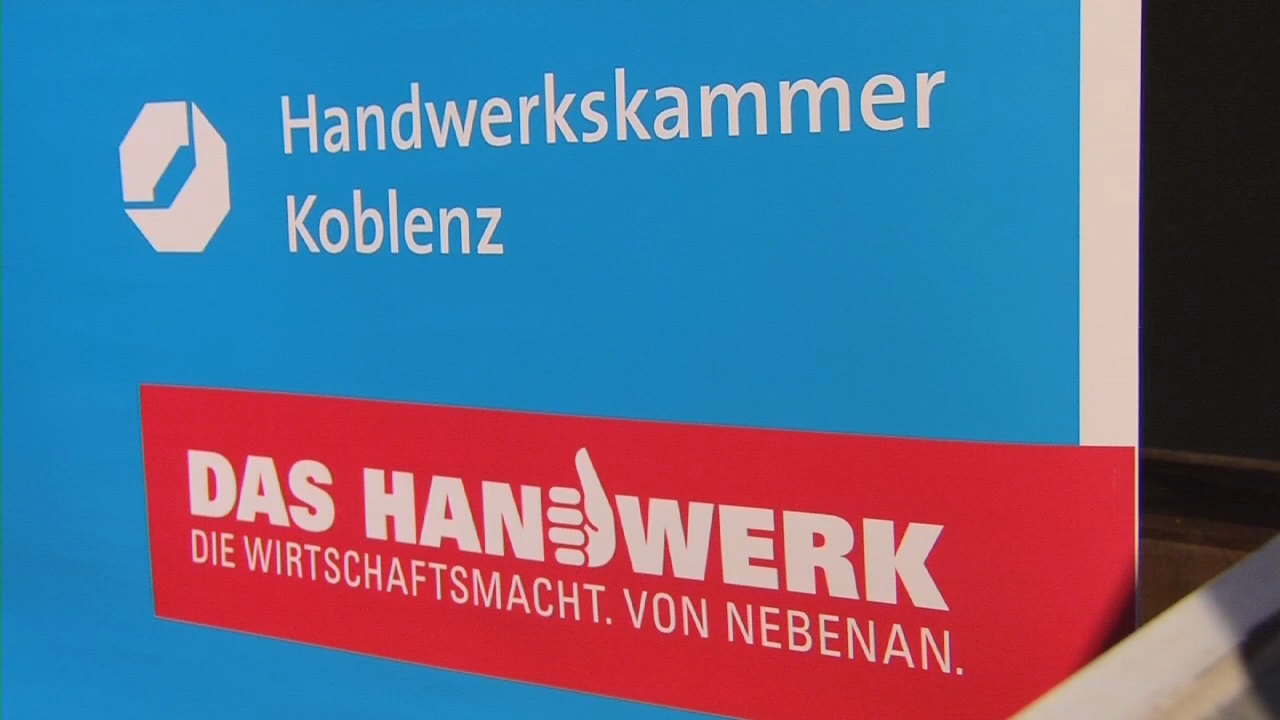 Handwerkskammer
Koblenz
DAS HANDWERK
DIE WIRTSCHAFTSMACHT. VON NEBENAN.